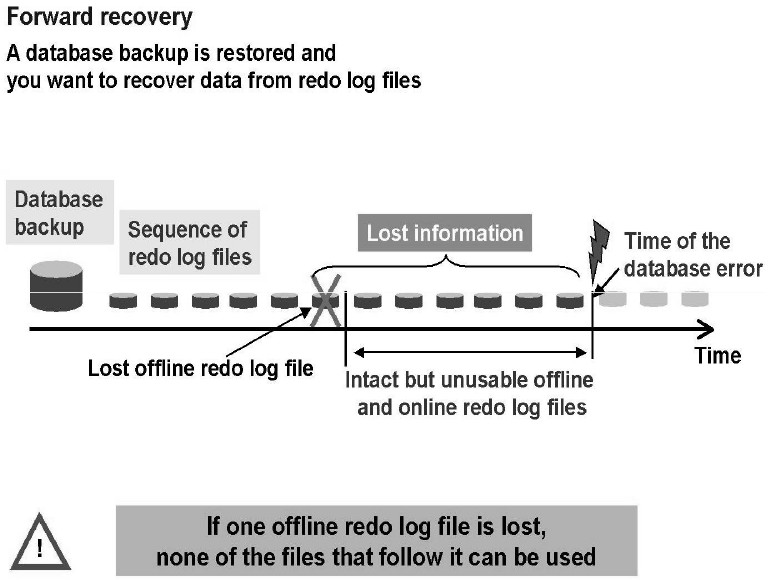 Forward recovery
A database backup is restored and
you want to recover data from redo log files
Database
backup
Sequence of
redo log files
Lost information
Time of the
database error
Lost offline redo log file
Time
Intact but unusable offline
and online redo log files
!
If one offline redo log file is lost,
none of the files that follow it can be used